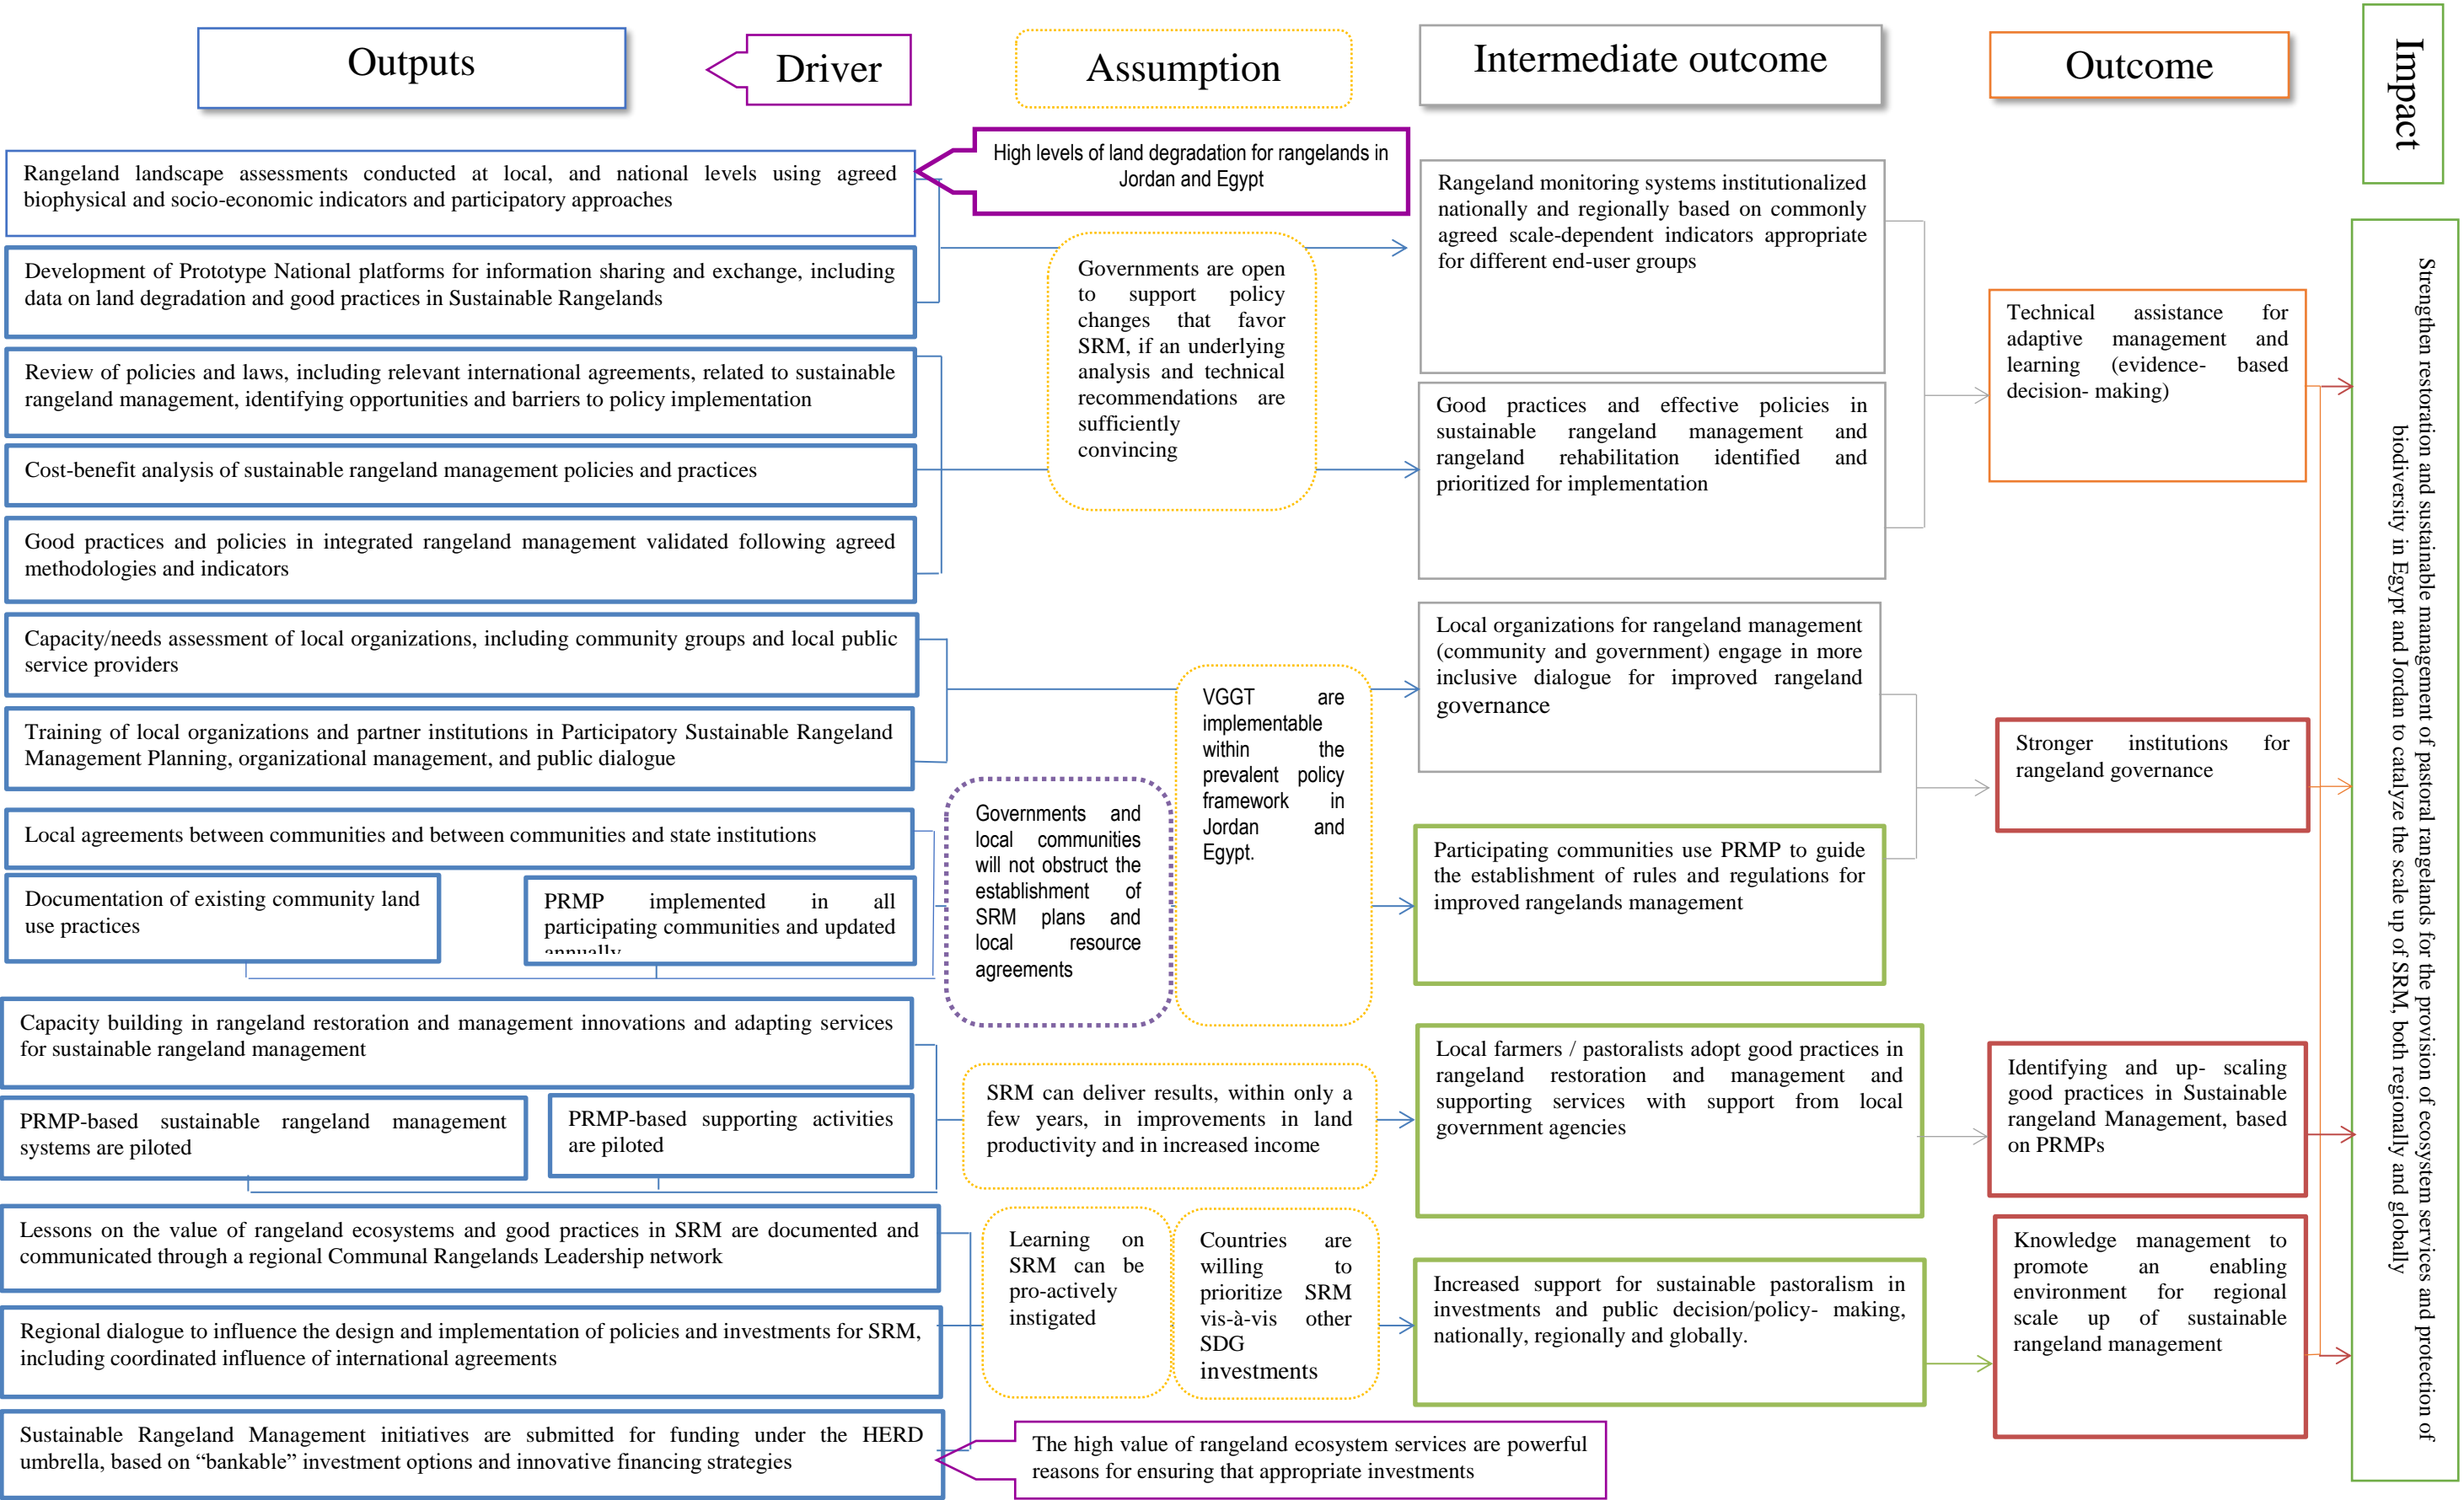 Outputs
Driver
Assumption
Intermediate outcome
Outcome
Impact
Rangeland landscape assessments conducted at local, and national levels using agreed
biophysical and socio-economic indicators and participatory approaches
Development of Prototype National platforms for information sharing and exchange, including
data on land degradation and good practices in Sustainable Rangelands
Review of policies and laws, including relevant international agreements, related to sustainable
rangeland management, identifying opportunities and barriers to policy implementation
Cost-benefit analysis of sustainable rangeland management policies and practices
Good practices and policies in integrated rangeland management validated following agreed
methodologies and indicators
Capacity/needs assessment of local organizations, including community groups and local public
service providers
Training of local organizations and partner institutions in Participatory Sustainable Rangeland
Management Planning, organizational management, and public dialogue
Local agreements between communities and between communities and state institutions
Documentation of existing community land
use practices
PRMP implemented in all
participating communities and updated
annually
Capacity building in rangeland restoration and management innovations and adapting services
for sustainable rangeland management
PRMP-based sustainable rangeland management
systems are piloted
PRMP-based supporting activities
are piloted
Lessons on the value of rangeland ecosystems and good practices in SRM are documented and
communicated through a regional Communal Rangelands Leadership network
Regional dialogue to influence the design and implementation of policies and investments for SRM,
including coordinated influence of international agreements
Sustainable Rangeland Management initiatives are submitted for funding under the HERD
umbrella, based on “bankable” investment options and innovative financing strategies
High levels of land degradation for rangelands in
Jordan and Egypt
Governments are open
to support policy
changes that favor
SRM, if an underlying
analysis and technical
recommendations are
sufficiently
convincing
VGGT are
implementable
within the
prevalent policy
framework in
Jordan and
Egypt.
Governments and
local communities
will not obstruct the
establishment of
SRM plans and
local resource
agreements
SRM can deliver results, within only a
few years, in improvements in land
productivity and in increased income
Learning on
SRM can be
pro-actively
instigated
Countries are
willing to
prioritize SRM
vis-à-vis other
SDG
investments
The high value of rangeland ecosystem services are powerful
reasons for ensuring that appropriate investments
Rangeland monitoring systems institutionalized
nationally and regionally based on commonly
agreed scale-dependent indicators appropriate
for different end-user groups
Good practices and effective policies in
sustainable rangeland management and
rangeland rehabilitation identified and
prioritized for implementation
Local organizations for rangeland management
(community and government) engage in more
inclusive dialogue for improved rangeland
governance
Participating communities use PRMP to guide
the establishment of rules and regulations for
improved rangelands management
Local farmers / pastoralists adopt good practices in
rangeland restoration and management and
supporting services with support from local
government agencies
Increased support for sustainable pastoralism in
investments and public decision/policy- making,
nationally, regionally and globally.
Technical assistance for
adaptive management and
learning (evidence- based
decision- making)
Stronger institutions for
rangeland governance
Identifying and up- scaling
good practices in Sustainable
rangeland Management, based
on PRMPs
Knowledge management to
promote an enabling
environment for regional
scale up of sustainable
rangeland management
Strengthen restoration and sustainable management of pastoral rangelands for the provision of ecosystem services and protection of
biodiversity in Egypt and Jordan to catalyze the scale up of SRM, both regionally and globally